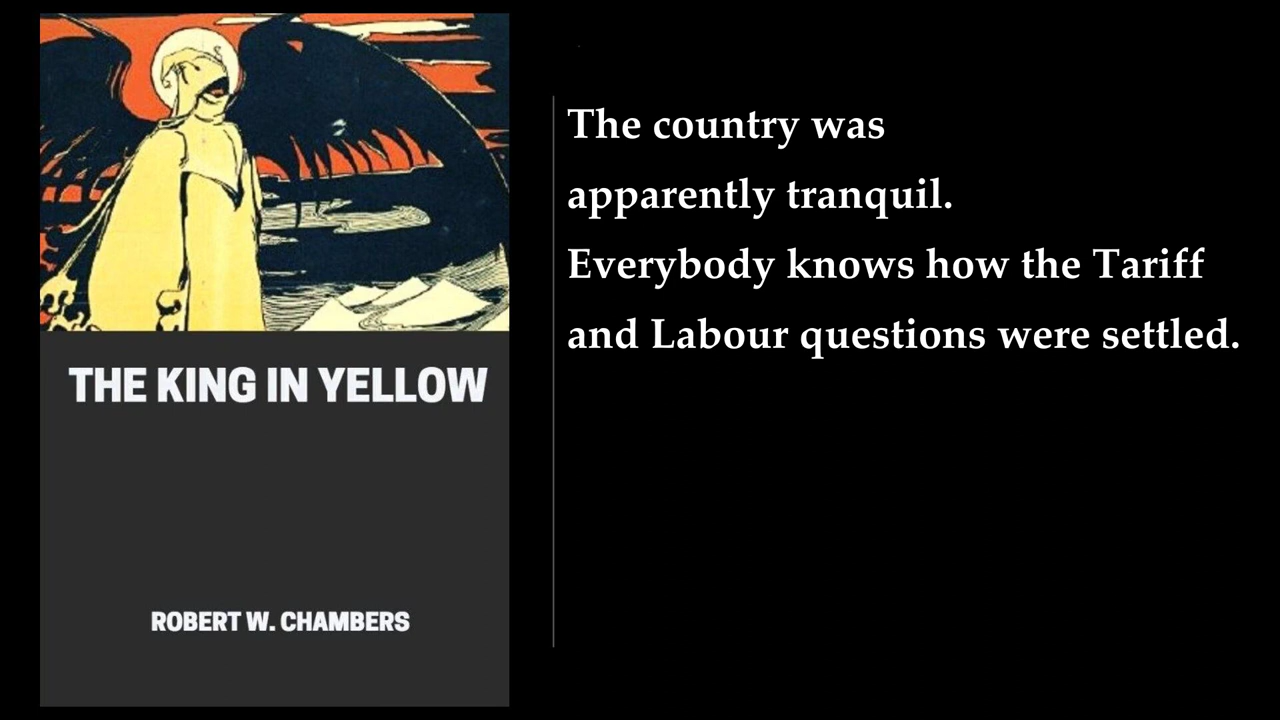 THE KING IN YELLOW
ROBERT W. CHAMBERS
The country was
apparently tranquil.
Everybody knows how the Tariff
and Labour questions were settled.